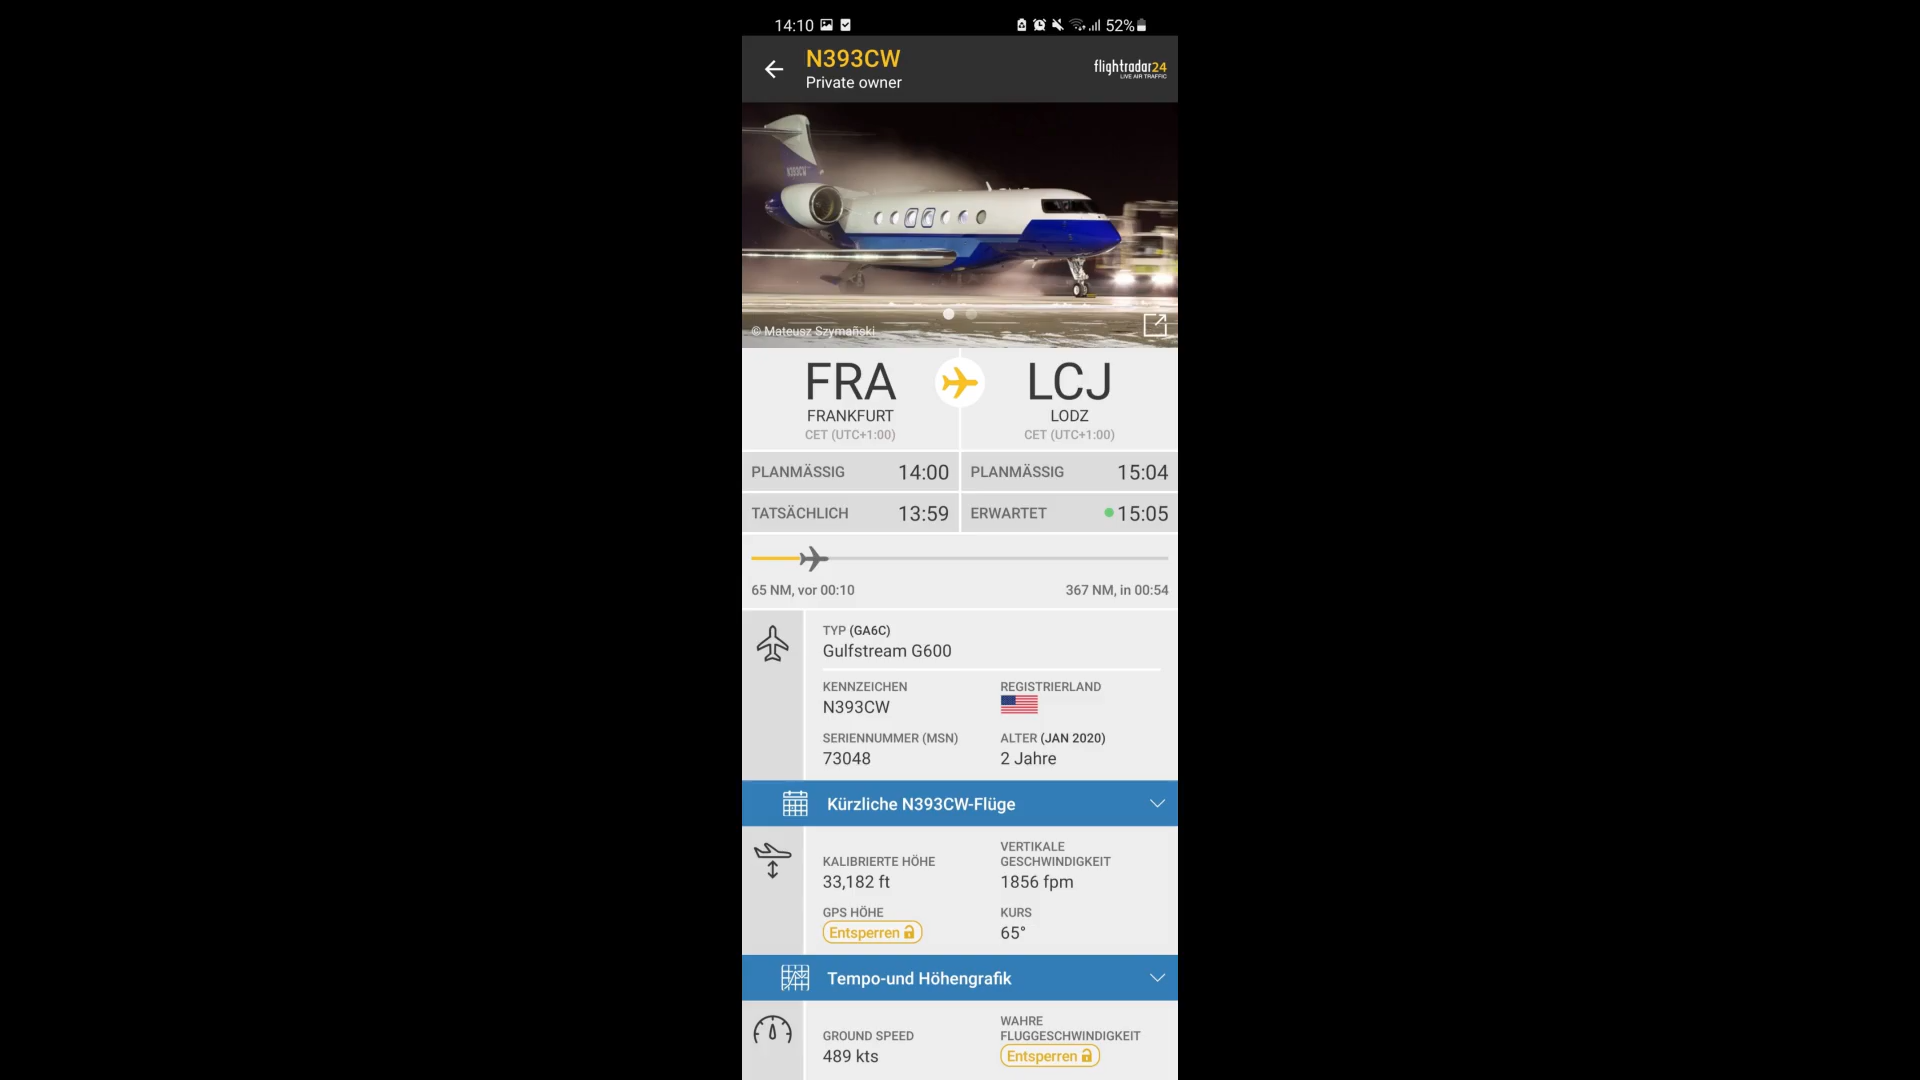 14:10
52%
N393CW
Private owner
flightradar24
LIVE AIR TRAFFIC
N393CW
© Mateusz Szymański
FRA
LCJ
FRANKFURT
LODZ
CET (UTC+1:00)
CET (UTC+1:00)
PLANMÄSSIG 14:00
PLANMÄSSIG 15:04
TATSÄCHLICH 13:59
ERWARTET 15:05
65 NM, vor 00:10
367 NM, in 00:54
TYP (GA6C)
Gulfstream G600
KENNZEICHEN
REGISTRIERLAND
N393CW
SERIENNUMMER (MSN)
ALTER (JAN 2020)
73048
2 Jahre
Kürzliche N393CW-Flüge
VERTIKALE
KALIBRIERTE HÖHE
GESCHWINDIGKEIT
33,182 ft
1856 fpm
GPS HÖHE
KURS
Entsperren
65°
Tempo-und Höhengrafik
WAHRE
GROUND SPEED
FLUGGESCHWINDIGKEIT
489 kts
Entsperren